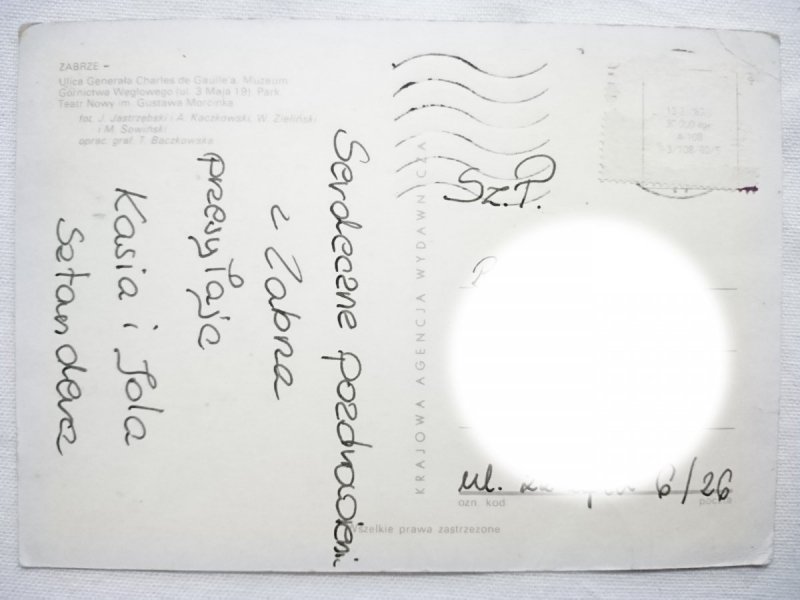 ZABRZE –
Ulica Generała Charles de Gaulle'a. Muzeum
Górnictwa Węglowego (ul. 3 Maja 19). Park.
Teatr Nowy im. Gustawa Morcinka
fot. J. Jastrzębski i A. Kaczkowski, W. Zieliński
i M. Sowiński
oprac. graf. T. Baczkowska
Serdeczne pozdrowienia
z Zabrza
przesyłają
Kasia i Jola
Sztandera
KRAJOWA AGENCJA WYDAWNICZA
Sz.P.
ul. 6/26
ozn. kod
Wszelkie prawa zastrzeżone